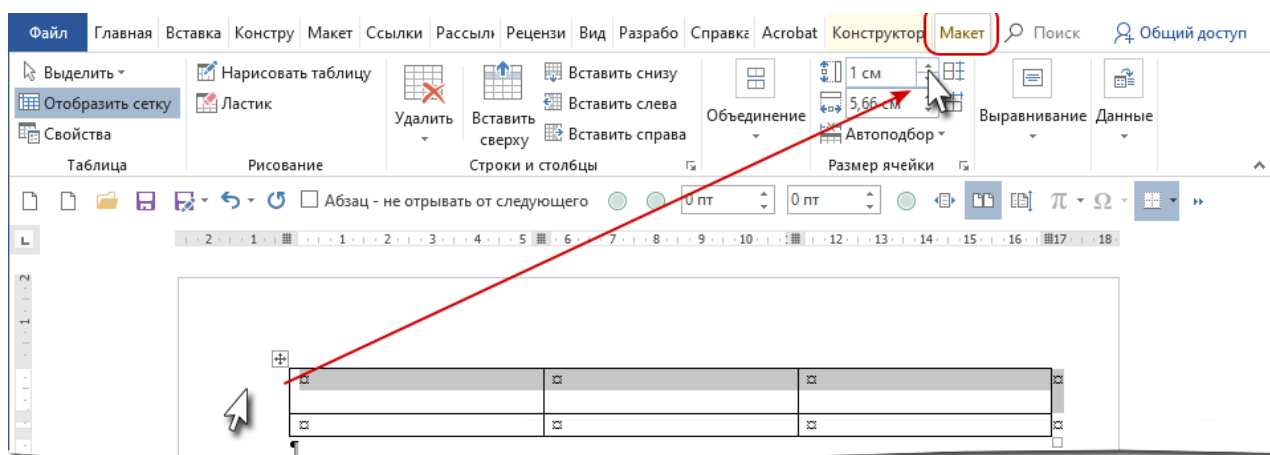 Файл Главная Вставка Констру Макет Ссылки Рассылк Рецензи Вид Разрабо Справка Acrobat Конструктор Макет Поиск Общий доступ
Выделить Нарисовать таблицу Вставить снизу 1 см
Отобразить сетку Ластик Удалить Вставить сверху Вставить слева Объединение 5,66 см Выравнивание Данные
Свойства Вставить справа Автоподбор
Таблица Рисование Строки и столбцы Размер ячейки
Абзац - не отрывать от следующего 0 пт 0 пт π Ω
2 1 1 2 3 4 5 6 7 8 9 10 12 13 14 15 16 17 18
2
1
¤ ¤ ¤ ¤
¤ ¤ ¤ ¤
¶